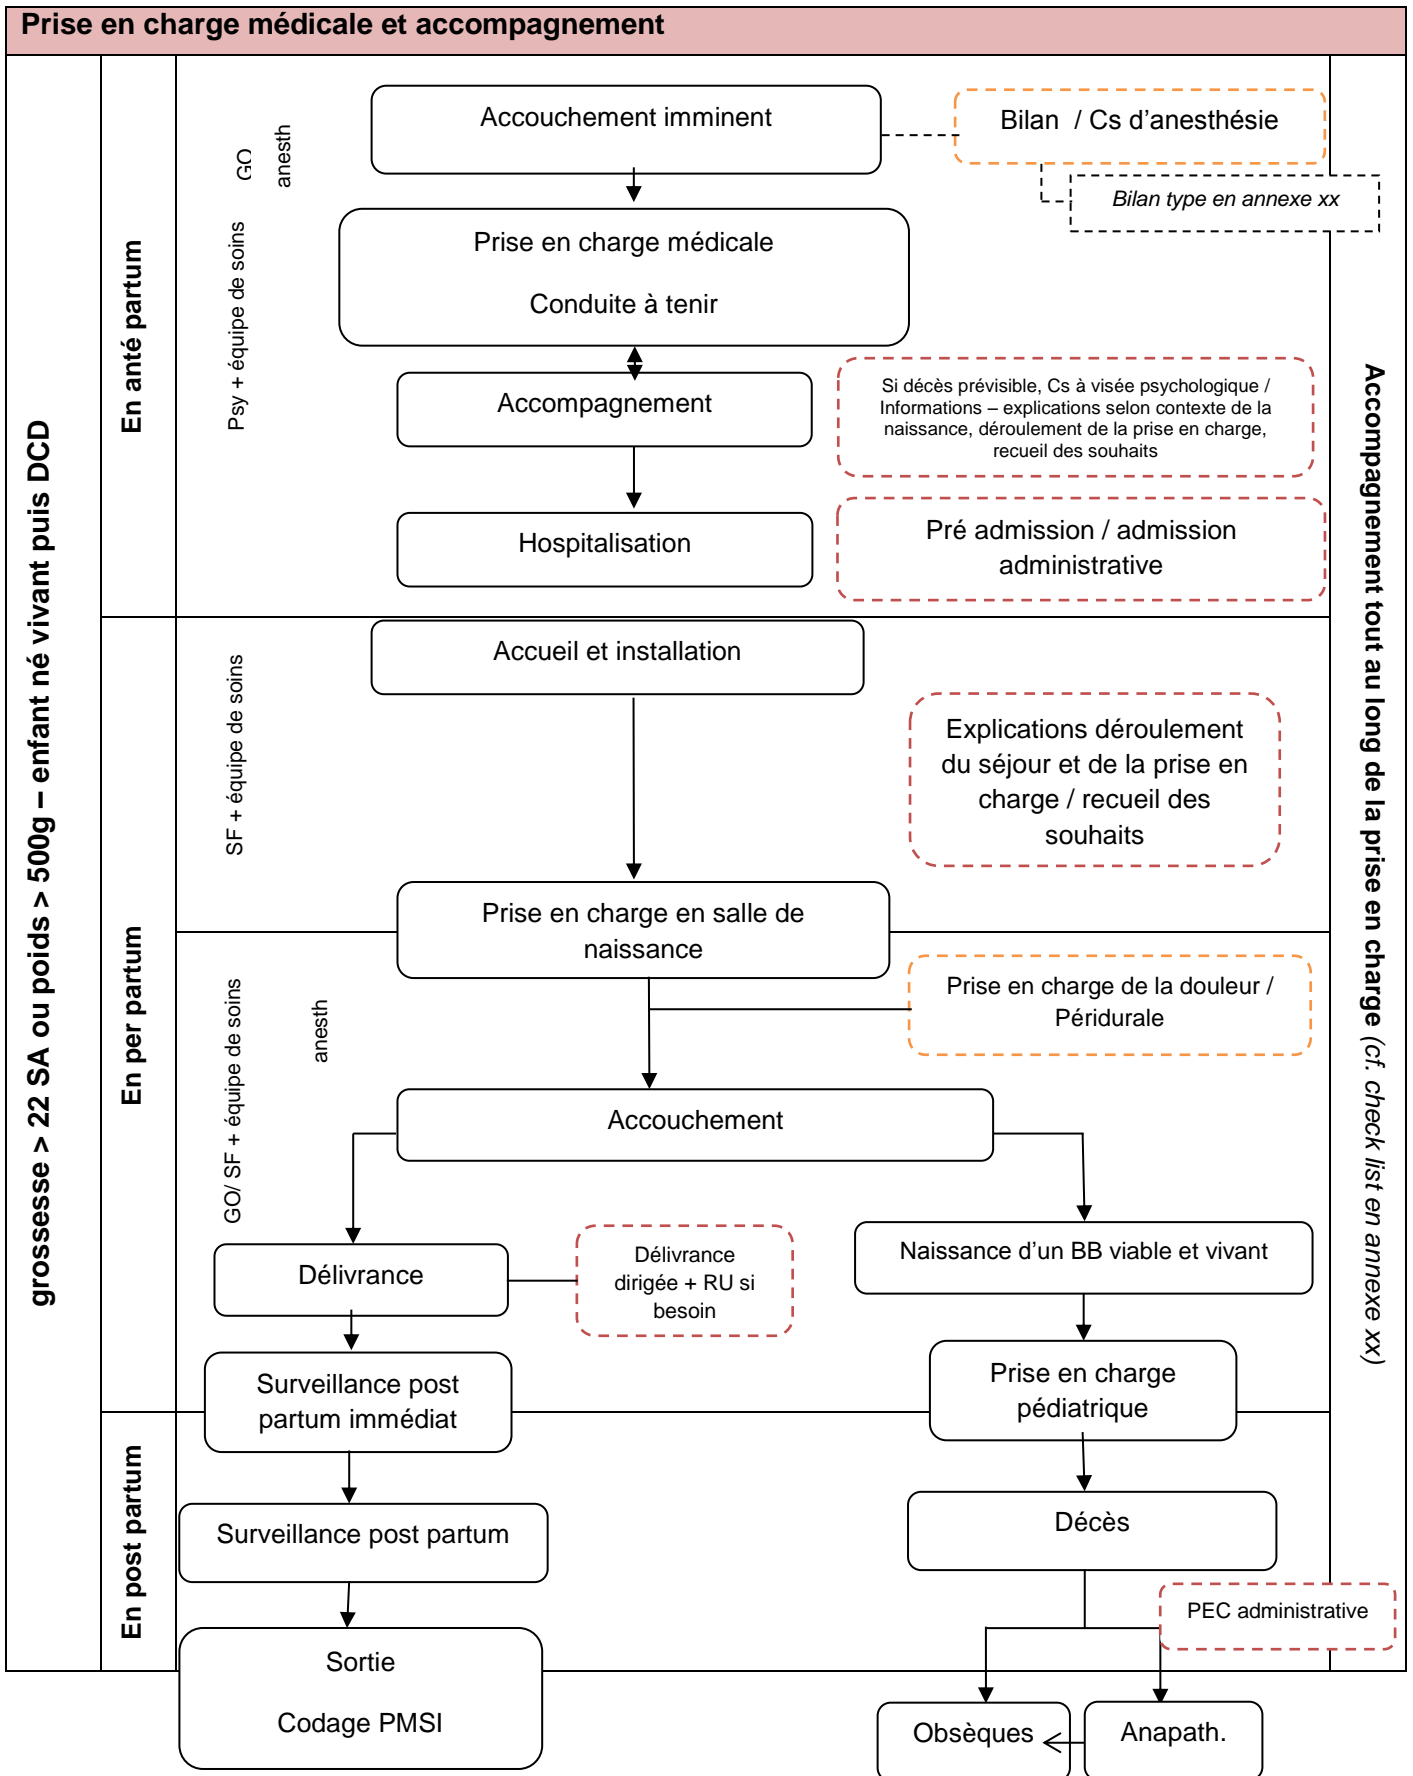 Prise en charge médicale et accompagnement
grossesse > 22 SA ou poids > 500g – enfant né vivant puis DCD
En anté partum
GO
anesth
Psy + équipe de soins
Accouchement imminent
Bilan / Cs d'anesthésie
Bilan type en annexe xx
Prise en charge médicale
Conduite à tenir
Accompagnement
Si décès prévisible, Cs à visée psychologique /
Informations – explications selon contexte de la
naissance, déroulement de la prise en charge,
recueil des souhaits
Hospitalisation
Pré admission / admission
administrative
En per partum
SF + équipe de soins
Accueil et installation
Explications déroulement
du séjour et de la prise en
charge / recueil des
souhaits
Prise en charge en salle de
naissance
GO/ SF + équipe de soins
anesth
Prise en charge de la douleur /
Péridurale
Accouchement
Délivrance
Délivrance
dirigée + RU si
besoin
Naissance d'un BB viable et vivant
Surveillance post
partum immédiat
Prise en charge
pédiatrique
En post partum
Surveillance post partum
Décès
PEC administrative
Sortie
Codage PMSI
Obsèques
Anapath.
Accompagnement tout au long de la prise en charge (cf. check list en annexe xx)